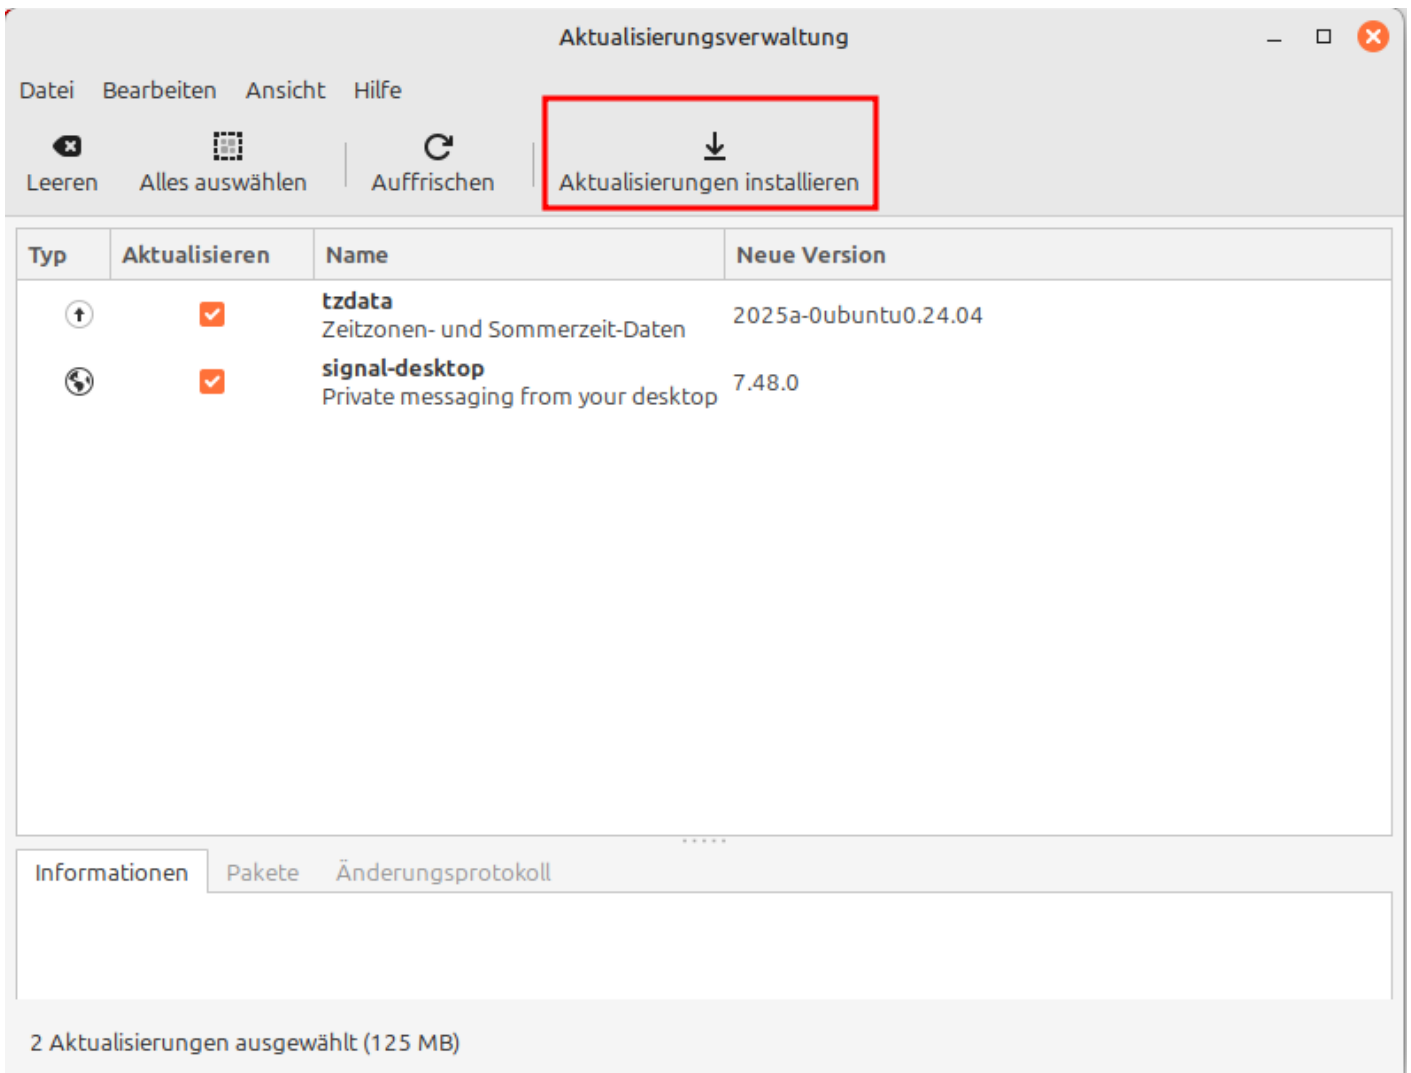 Aktualisierungsverwaltung
Datei Bearbeiten Ansicht Hilfe
Leeren Alles auswählen Auffrischen Aktualisierungen installieren
Typ Aktualisieren Name Neue Version
tzdata
Zeitzonen- und Sommerzeit-Daten 2025a-0ubuntu0.24.04
signal-desktop
Private messaging from your desktop 7.48.0
Informationen Pakete Änderungsprotokoll
2 Aktualisierungen ausgewählt (125 MB)